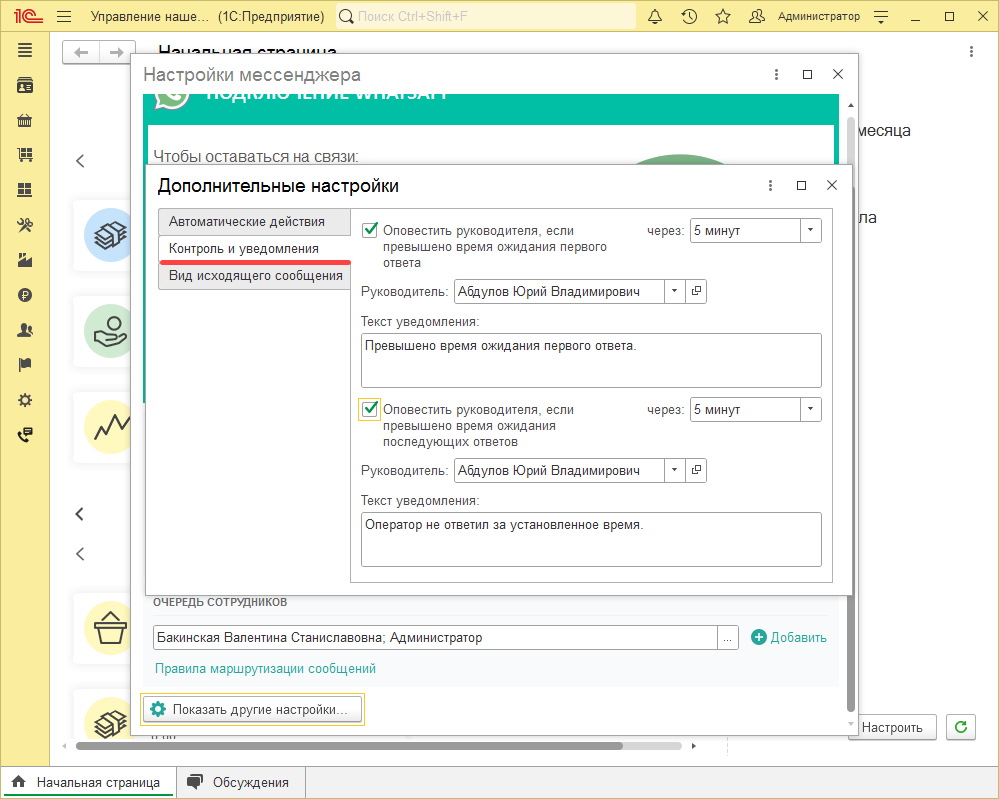 1С Управление наше... (1С:Предприятие) Поиск Ctrl+Shift+F Администратор
Начальная страница
Настройки мессенджера
ПОДКЛЮЧЕНИЕ WHATSAPP
месяца
Чтобы оставаться на связи:
Дополнительные настройки
Автоматические действия
Контроль и уведомления
Вид исходящего сообщения
Оповестить руководителя, если превышено время ожидания первого ответа
через: 5 минут
Руководитель: Абдулов Юрий Владимирович
Текст уведомления:
Превышено время ожидания первого ответа.
Оповестить руководителя, если превышено время ожидания последующих ответов
через: 5 минут
Руководитель: Абдулов Юрий Владимирович
Текст уведомления:
Оператор не ответил за установленное время.
ОЧЕРЕДЬ СОТРУДНИКОВ
Бакинская Валентина Станиславовна; Администратор ... Добавить
Правила маршрутизации сообщений
Показать другие настройки...
Настроить
Начальная страница Обсуждения